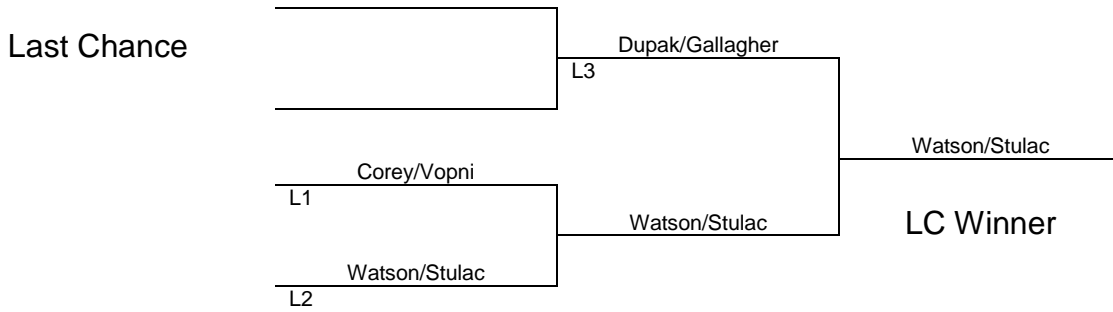 Last Chance
Dupak/Gallagher
L3
Watson/Stulac
Corey/Vopni
L1
Watson/Stulac
LC Winner
Watson/Stulac
L2